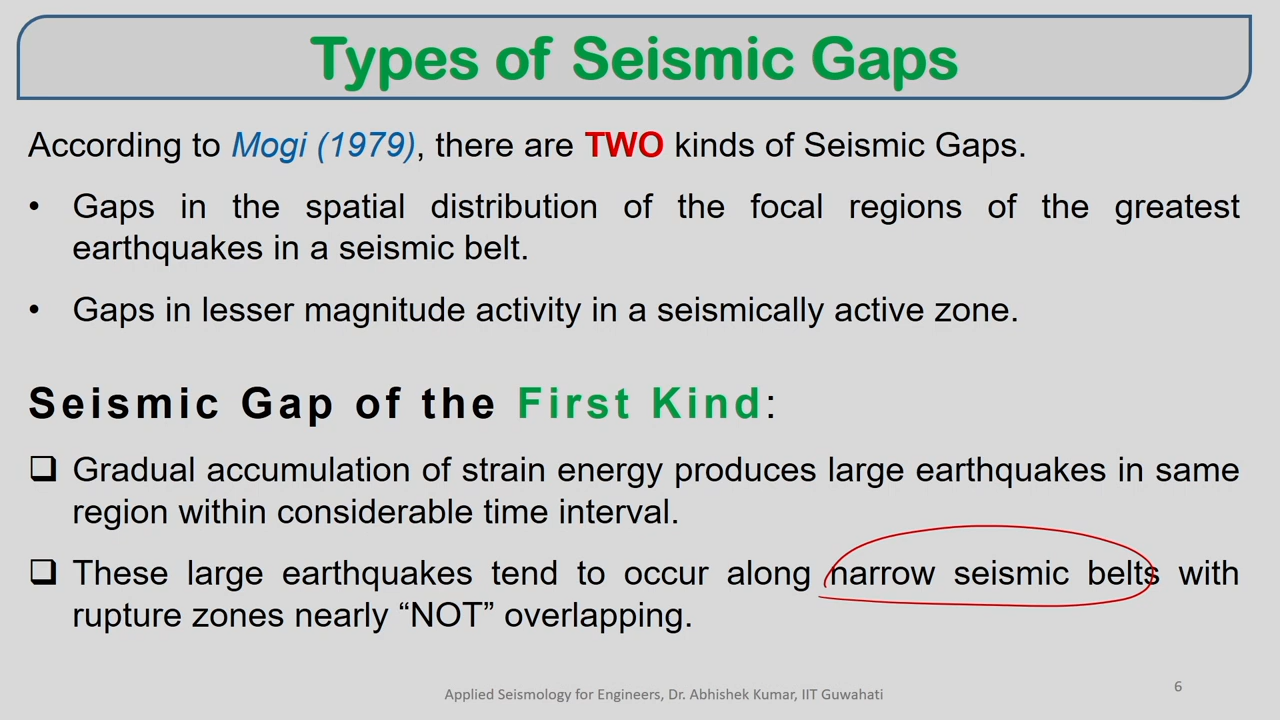 Types of Seismic Gaps
According to Mogi (1979), there are TWO kinds of Seismic Gaps.
• Gaps in the spatial distribution of the focal regions of the greatest
earthquakes in a seismic belt.
• Gaps in lesser magnitude activity in a seismically active zone.
Seismic Gap of the First Kind:
❑ Gradual accumulation of strain energy produces large earthquakes in same
region within considerable time interval.
❑ These large earthquakes tend to occur along narrow seismic belts with
rupture zones nearly “NOT” overlapping.
Applied Seismology for Engineers, Dr. Abhishek Kumar, IIT Guwahati
6